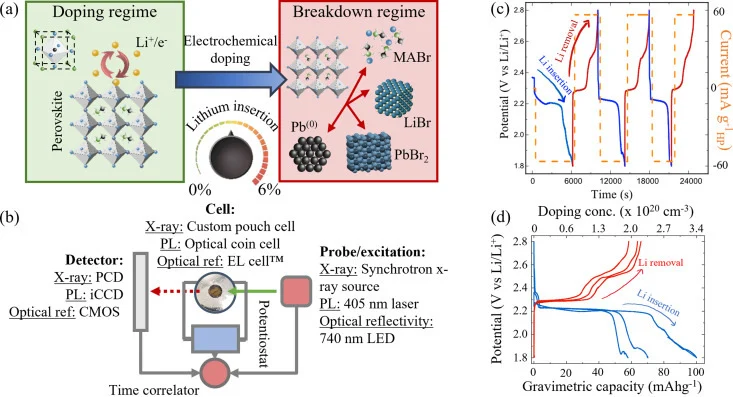 (a)
Doping regime
Li⁺/e⁻
Perovskite
Electrochemical
doping
Lithium insertion
0%
6%
Breakdown regime
MABr
LiBr
Pb⁽⁰⁾
PbBr₂
(b)
Cell:
X-ray: Custom pouch cell
PL: Optical coin cell
Optical ref: EL cell™
Detector:
X-ray: PCD
PL: iCCD
Optical ref: CMOS
Probe/excitation:
X-ray: Synchrotron x-
ray source
PL: 405 nm laser
Optical reflectivity:
740 nm LED
Potentiostat
Time correlator
(c)
Potential (V vs Li/Li⁺)
2.8
2.6
2.4
2.2
2.0
1.8
Li insertion
Li removal
60
0
-60
Current (mA g⁻¹ HP)
0 6000 12000 18000 24000
Time (s)
(d)
Doping conc. (x 10²⁰ cm⁻³)
0 0.6 1.3 2.0 2.7 3.4
Potential (V vs Li/Li⁺)
2.8
2.6
2.4
2.2
2.0
1.8
Li removal
Li insertion
0 20 40 60 80 100
Gravimetric capacity (mAhg⁻¹)